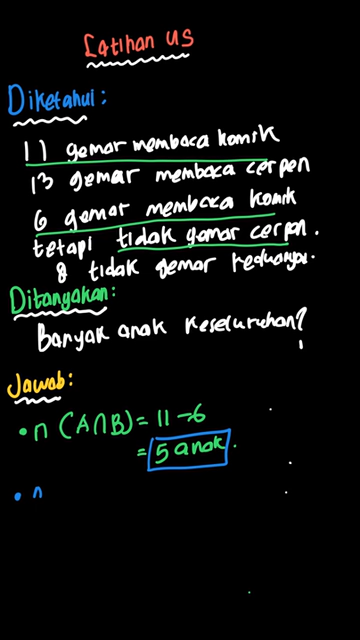 Latihan US
Diketahui:
11 gemar membaca komik
13 gemar membaca cerpen
6 gemar membaca komik
tetapi tidak gemar cerpen.
8 tidak gemar keduanya.
Ditanyakan:
Banyak anak keseluruhan?
Jawab:
• n (A∩B) = 11 - 6
= 5 anak.
• n